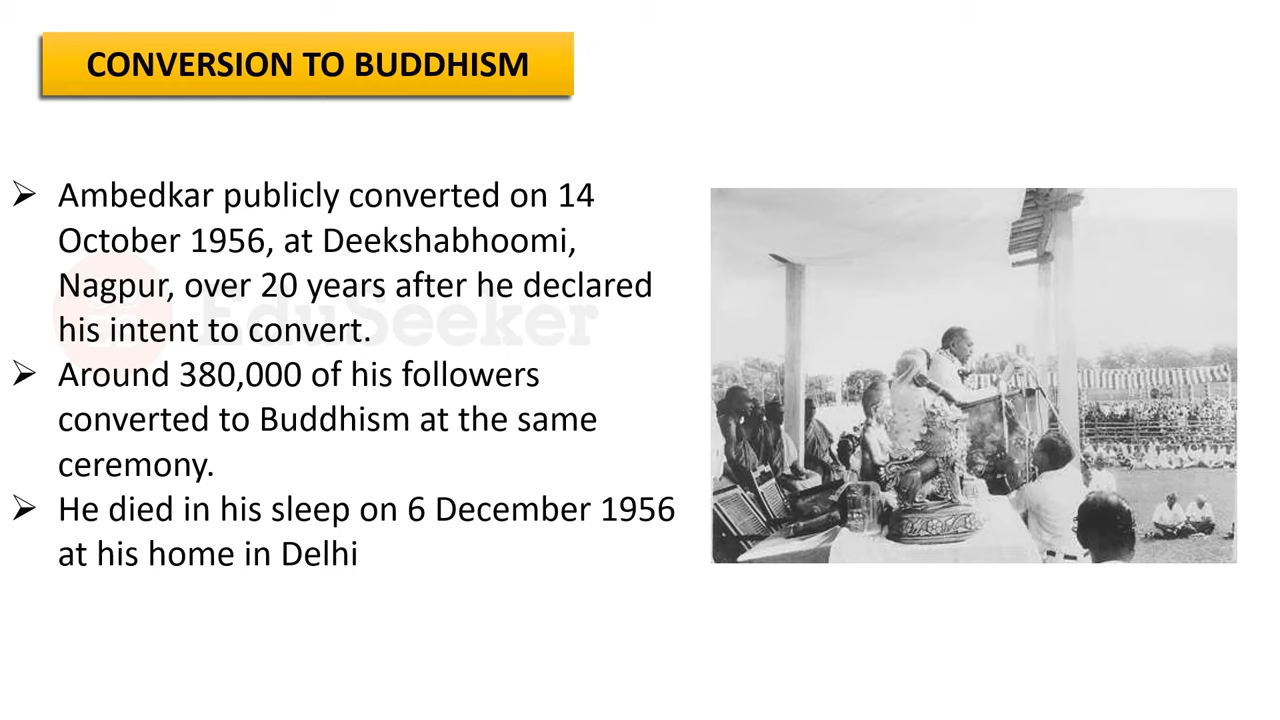 CONVERSION TO BUDDHISM
➢ Ambedkar publicly converted on 14
October 1956, at Deekshabhoomi,
Nagpur, over 20 years after he declared
his intent to convert.
EduSeeker
➢ Around 380,000 of his followers
converted to Buddhism at the same
ceremony.
➢ He died in his sleep on 6 December 1956
at his home in Delhi